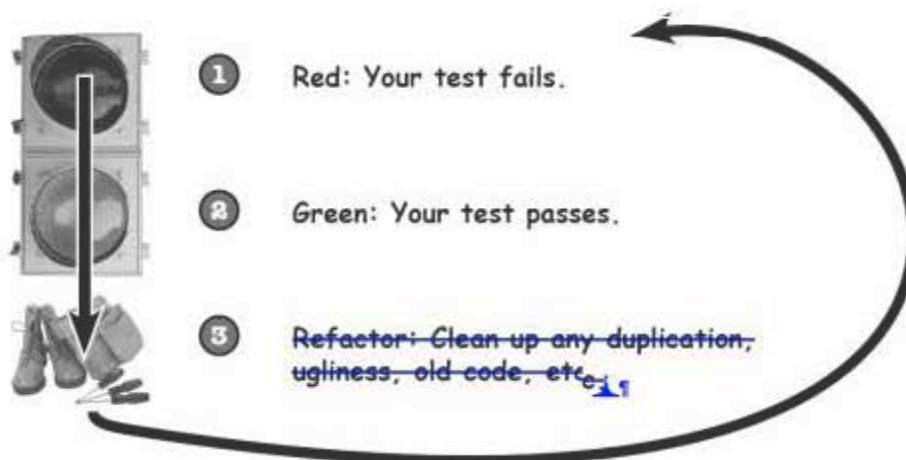 1 Red: Your test fails.
2 Green: Your test passes.
3 Refactor: Clean up any duplication,
ugliness, old code, etc.